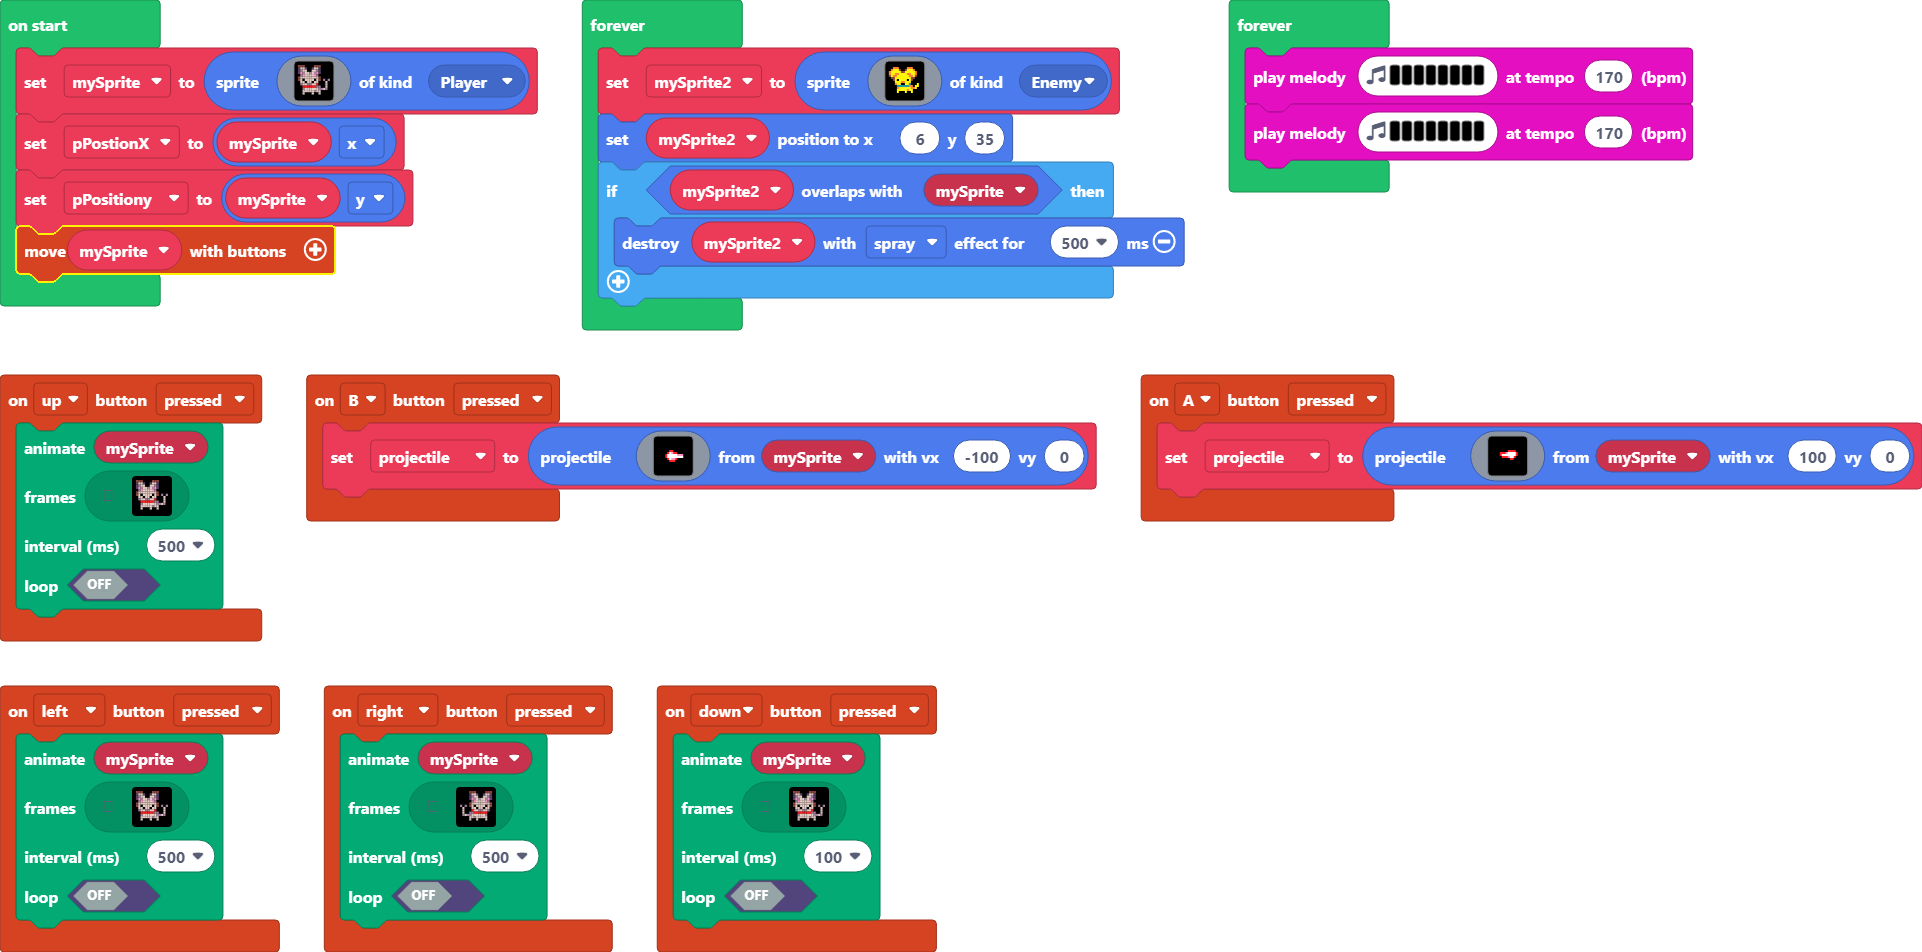 on start
set mySprite to sprite of kind Player
set pPostionX to mySprite x
set pPositiony to mySprite y
move mySprite with buttons
forever
set mySprite2 to sprite of kind Enemy
set mySprite2 position to x 6 y 35
if mySprite2 overlaps with mySprite then
destroy mySprite2 with spray effect for 500 ms
forever
play melody at tempo 170 (bpm)
play melody at tempo 170 (bpm)
on up button pressed
animate mySprite
frames
interval (ms) 500
loop OFF
on B button pressed
set projectile to projectile from mySprite with vx -100 vy 0
on A button pressed
set projectile to projectile from mySprite with vx 100 vy 0
on left button pressed
animate mySprite
frames
interval (ms) 500
loop OFF
on right button pressed
animate mySprite
frames
interval (ms) 500
loop OFF
on down button pressed
animate mySprite
frames
interval (ms) 100
loop OFF